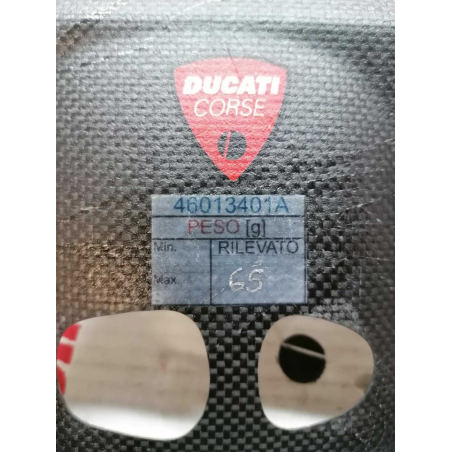 DUCATI
CORSE
46013401A
PESO [g]
Min. RILEVATO
Max. 65